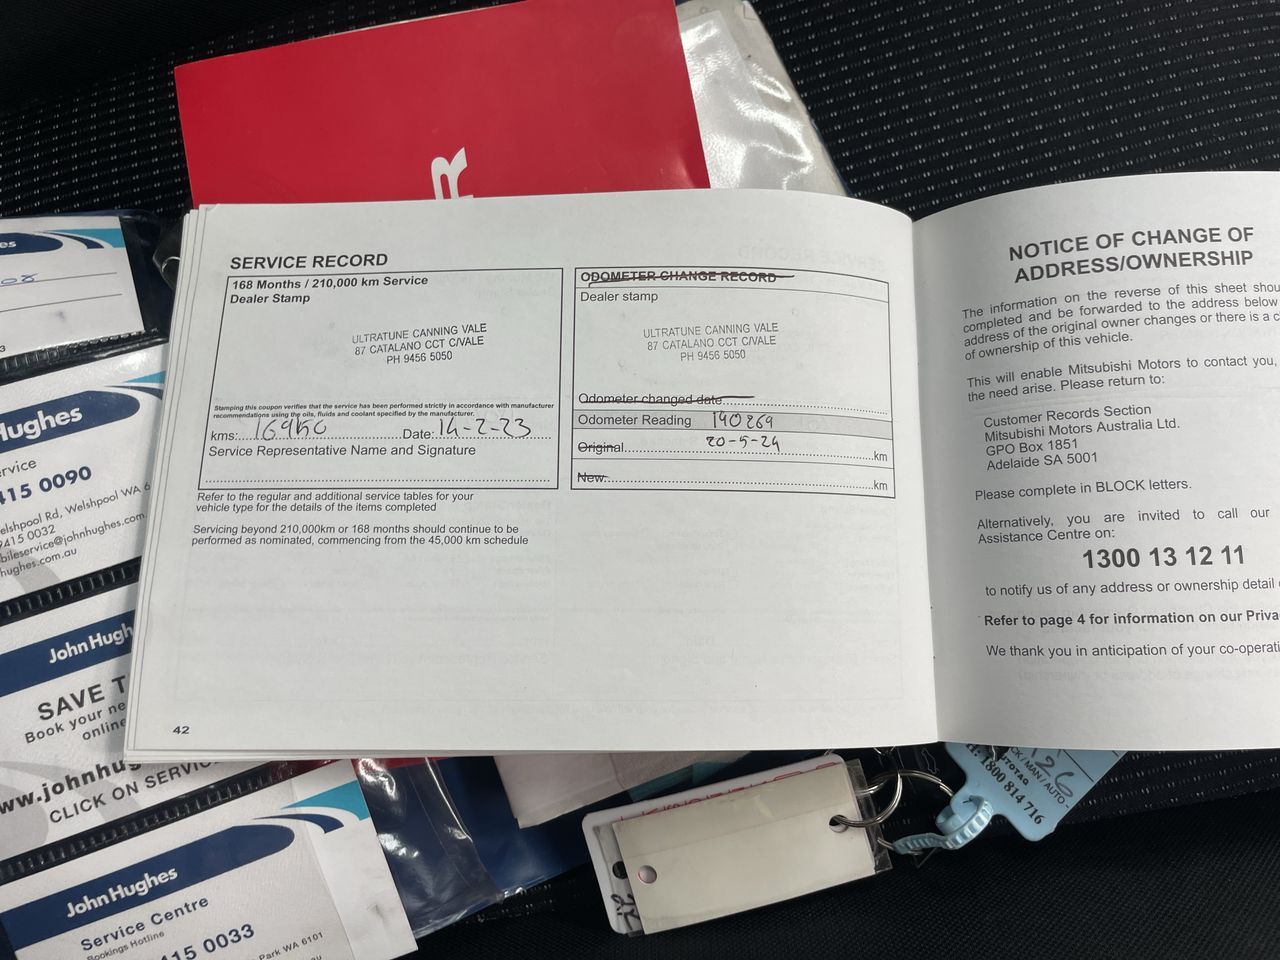 R
SERVICE RECORD
168 Months / 210,000 km Service
Dealer Stamp
ULTRATUNE CANNING VALE
87 CATALANO CCT C/VALE
PH 9456 5050
Stamping this coupon verifies that the service has been performed strictly in accordance with manufacturer
recommendations using the oils, fluids and coolant specified by the manufacturer.
kms: Date: 14-2-23
Service Representative Name and Signature
Refer to the regular and additional service tables for your
vehicle type for the details of the items completed
Servicing beyond 210,000km or 168 months should continue to be
performed as nominated, commencing from the 45,000 km schedule
42
ODOMETER CHANGE RECORD
Dealer stamp
ULTRATUNE CANNING VALE
87 CATALANO CCT C/VALE
PH 9456 5050
Odometer changed date
Odometer Reading 190269
Original 20-5-24 km
New km
NOTICE OF CHANGE OF
ADDRESS/OWNERSHIP
The information on the reverse of this sheet
completed and be forwarded to the address below
address of the original owner changes or there is a
of ownership of this vehicle.
This will enable Mitsubishi Motors to contact you,
the need arise. Please return to:
Customer Records Section
Mitsubishi Motors Australia Ltd.
GPO Box 1851
Adelaide SA 5001
Please complete in BLOCK letters.
Alternatively, you are invited to call our
Assistance Centre on:
1300 13 12 11
to notify us of any address or ownership detail
Refer to page 4 for information on our
We thank you in anticipation of your
Hughes
415 0090
Welshpool Rd, Welshpool WA 6
9415 0032
hughes.com.au
John Hugh
SAVE T
Book your
online
www.johnhu
CLICK ON SERVIC
John Hughes
Service Centre
Bookings Hotline
415 0033
Park WA 6101
/ MAN / AUTO
AUTOTAG
1800 814 716